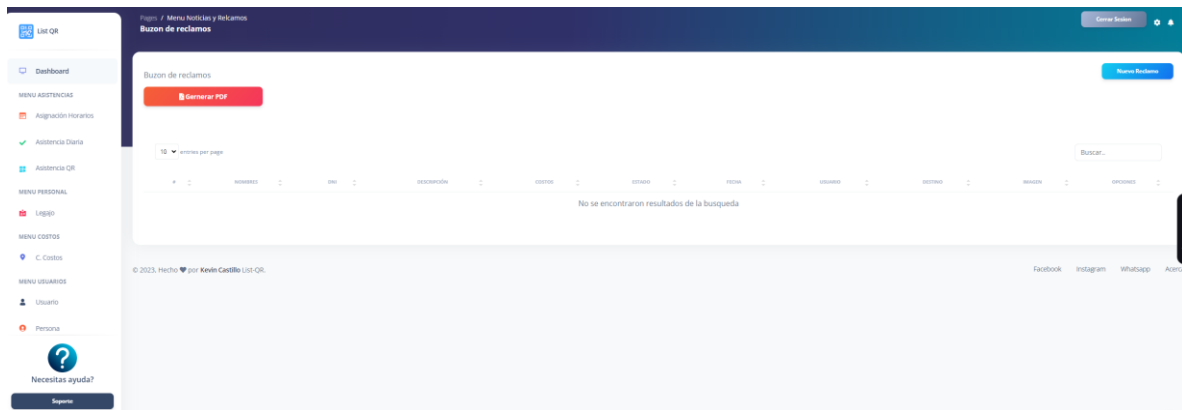 List QR
Dashboard
MENU ASISTENCIAS
Asignación Horarios
Asistencia Diaria
Asistencia QR
MENU PERSONAL
Legajo
MENU COSTOS
C. Costos
MENU USUARIOS
Usuario
Persona
Necesitas ayuda?
Soporte
Pages / Menu Noticias y Relcamos
Buzon de reclamos
Cerrar Sesion
Buzon de reclamos
Nuevo Reclamo
Gernerar PDF
10 entries per page
Buscar...
# NOMBRES DNI DESCRIPCIÓN COSTOS ESTADO FECHA USUARIO DESTINO IMAGEN OPCIONES
No se encontraron resultados de la busqueda
© 2023, Hecho por Kevin Castillo List-QR.
Facebook Instagram Whatsapp Acerca